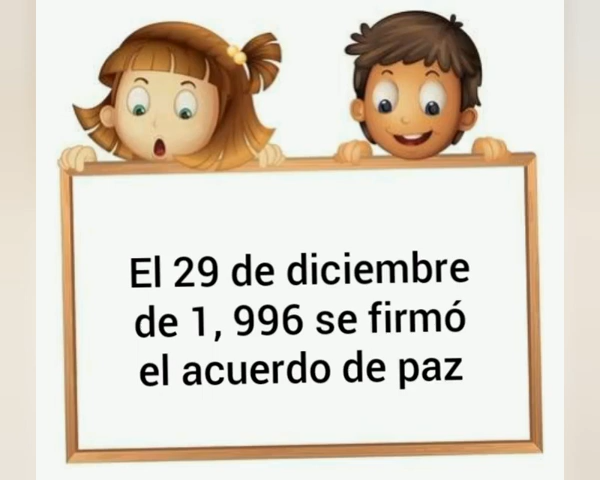 El 29 de diciembre
de 1, 996 se firmó
el acuerdo de paz